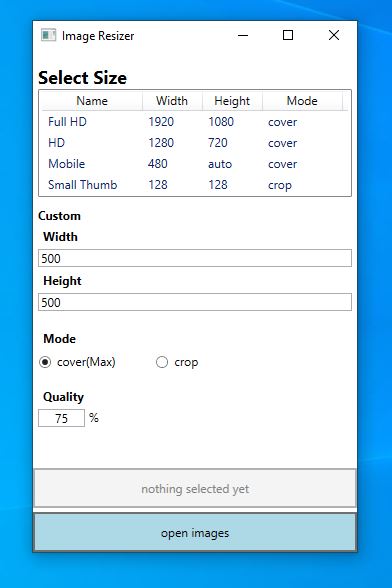 Image Resizer
Select Size
Name Width Height Mode
Full HD 1920 1080 cover
HD 1280 720 cover
Mobile 480 auto cover
Small Thumb 128 128 crop
Custom
Width
500
Height
500
Mode
cover(Max) crop
Quality
75 %
nothing selected yet
open images